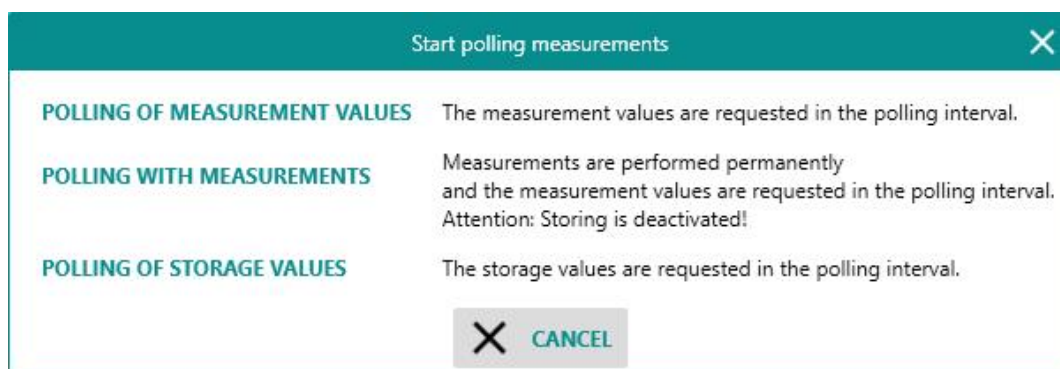 Start polling measurements
POLLING OF MEASUREMENT VALUES The measurement values are requested in the polling interval.
POLLING WITH MEASUREMENTS
Measurements are performed permanently
and the measurement values are requested in the polling interval.
Attention: Storing is deactivated!
POLLING OF STORAGE VALUES The storage values are requested in the polling interval.
CANCEL